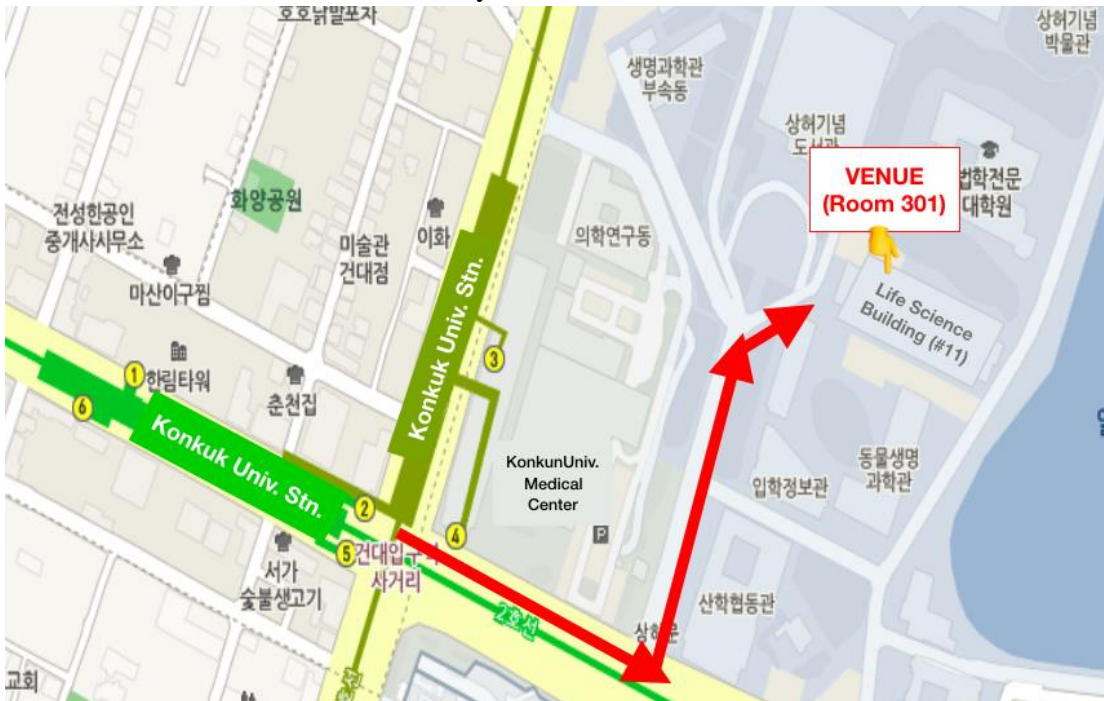 호호닭발포자
상허기념
박물관
생명과학관
부속동
상허기념
도서관
VENUE
(Room 301)
법학전문
대학원
화양공원
전성한공인
중개사사무소
이화
미술관
건대점
의학연구동
마산아구찜
Konkuk Univ. Stn.
Life Science
Building (#11)
3
1
한림타워
6
춘천집
Konkuk Univ. Stn.
KonkunUniv.
Medical
Center
P
동물생명
과학관
입학정보관
2
4
5
건대입구
사거리
서가
숯불생고기
2호선
산학협동관
상허문
교회